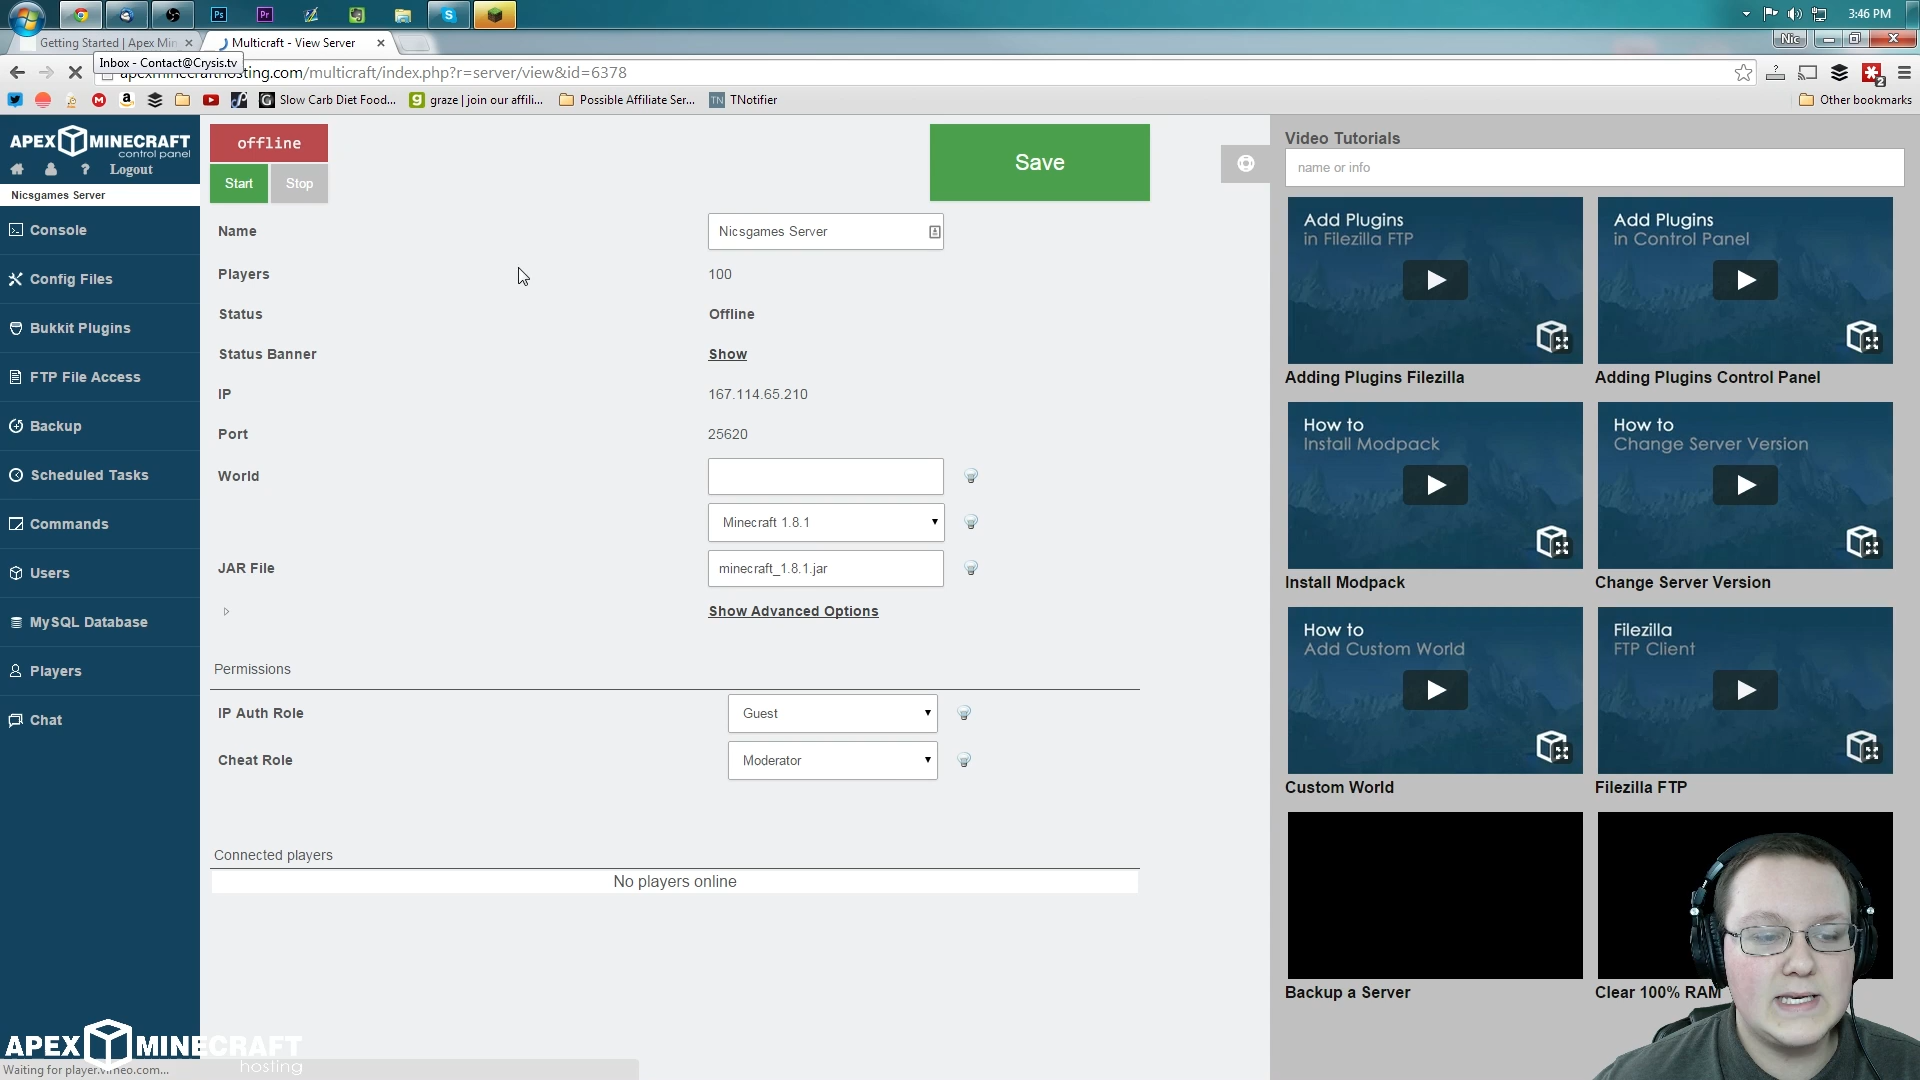 Ps
Pr
3:46 PM
Getting Started | Apex Min
Multicraft - View Server
Nic
Inbox - Contact@Crysis.tv
apexminecrafthosting.com/multicraft/index.php?r=server/view&id=6378
2
Slow Carb Diet Food...
graze | join our affili...
Possible Affiliate Ser...
TN
TNotifier
Other bookmarks
APEX MINECRAFT
control panel
Logout
Nicsgames Server
Console
Config Files
Bukkit Plugins
FTP File Access
Backup
Scheduled Tasks
Commands
Users
MySQL Database
Players
Chat
offline
Start
Stop
Save
Name
Nicsgames Server
Players
100
Status
Offline
Status Banner
Show
IP
167.114.65.210
Port
25620
World
Minecraft 1.8.1
JAR File
minecraft_1.8.1.jar
Show Advanced Options
Permissions
IP Auth Role
Guest
Cheat Role
Moderator
Connected players
No players online
Video Tutorials
name or info
Add Plugins
in Filezilla FTP
Adding Plugins Filezilla
Add Plugins
in Control Panel
Adding Plugins Control Panel
How to
Install Modpack
Install Modpack
How to
Change Server Version
Change Server Version
How to
Add Custom World
Custom World
Filezilla
FTP Client
Filezilla FTP
Backup a Server
Clear 100% RAM
APEX MINECRAFT
hosting
Waiting for player.vimeo.com...